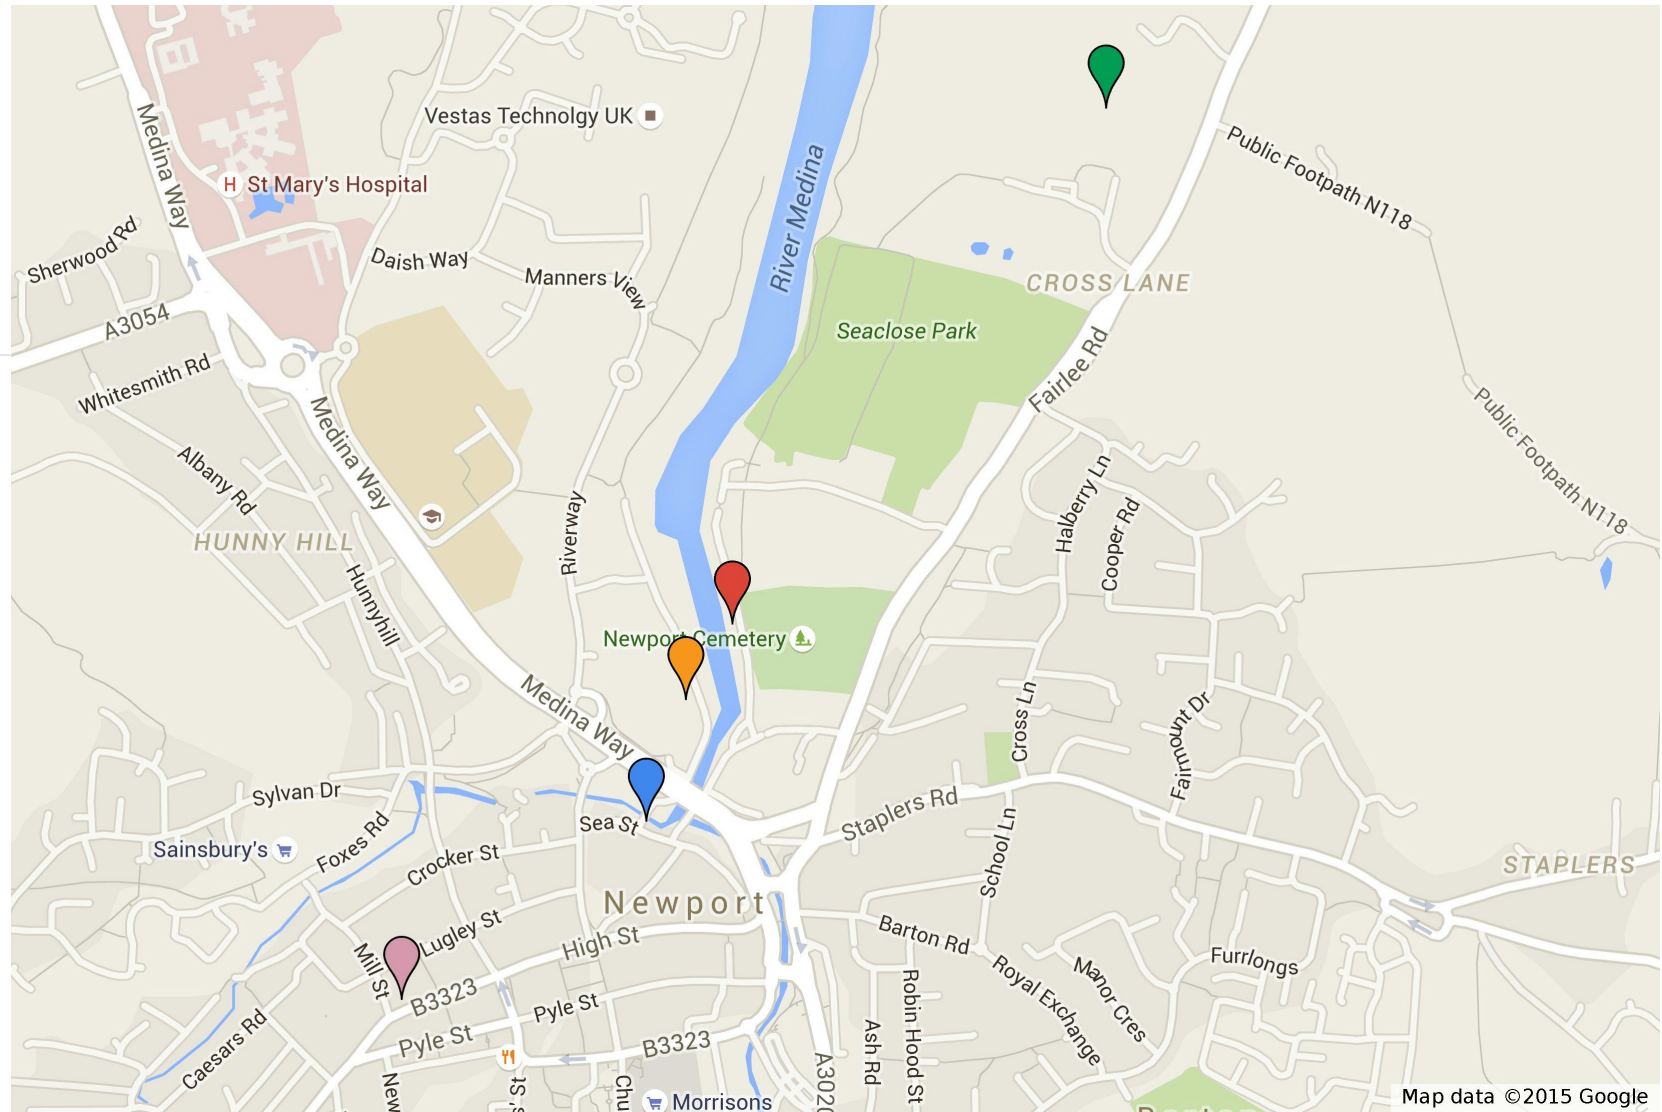 Vestas Technolgy UK
Medina Way
River Medina
Public Footpath N118
H St Mary's Hospital
Sherwood Rd
Daish Way
Manners View
CROSS LANE
A3054
Seaclose Park
Whitesmith Rd
Fairlee Rd
Medina Way
Public Footpath N118
Albany Rd
Halberry Ln
Cooper Rd
HUNNY HILL
Riverway
Hunnyhill
Newport Cemetery
Medina Way
Cross Ln
Fairmount Dr
Sylvan Dr
Sea St
Staplers Rd
Sainsbury's
Foxes Rd
Crocker St
School Ln
STAPLERS
Newport
Lugley St
High St
Barton Rd
Mill St
Furrlongs
B3323
Pyle St
Royal Exchange
Manor Cres
Robin Hood St
Caesars Rd
Pyle St
B3323
Ash Rd
A3020
Morrisons
Map data ©2015 Google